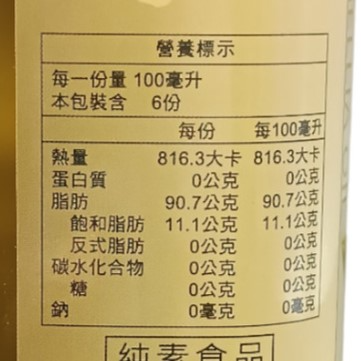 營養標示
每一份量 100毫升
本包裝含 6份
每份 每100毫升
熱量 816.3大卡 816.3大卡
蛋白質 0公克 0公克
脂肪 90.7公克 90.7公克
飽和脂肪 11.1公克 11.1公克
反式脂肪 0公克 0公克
碳水化合物 0公克 0公克
糖 0公克 0公克
鈉 0毫克 0毫克
純素食品